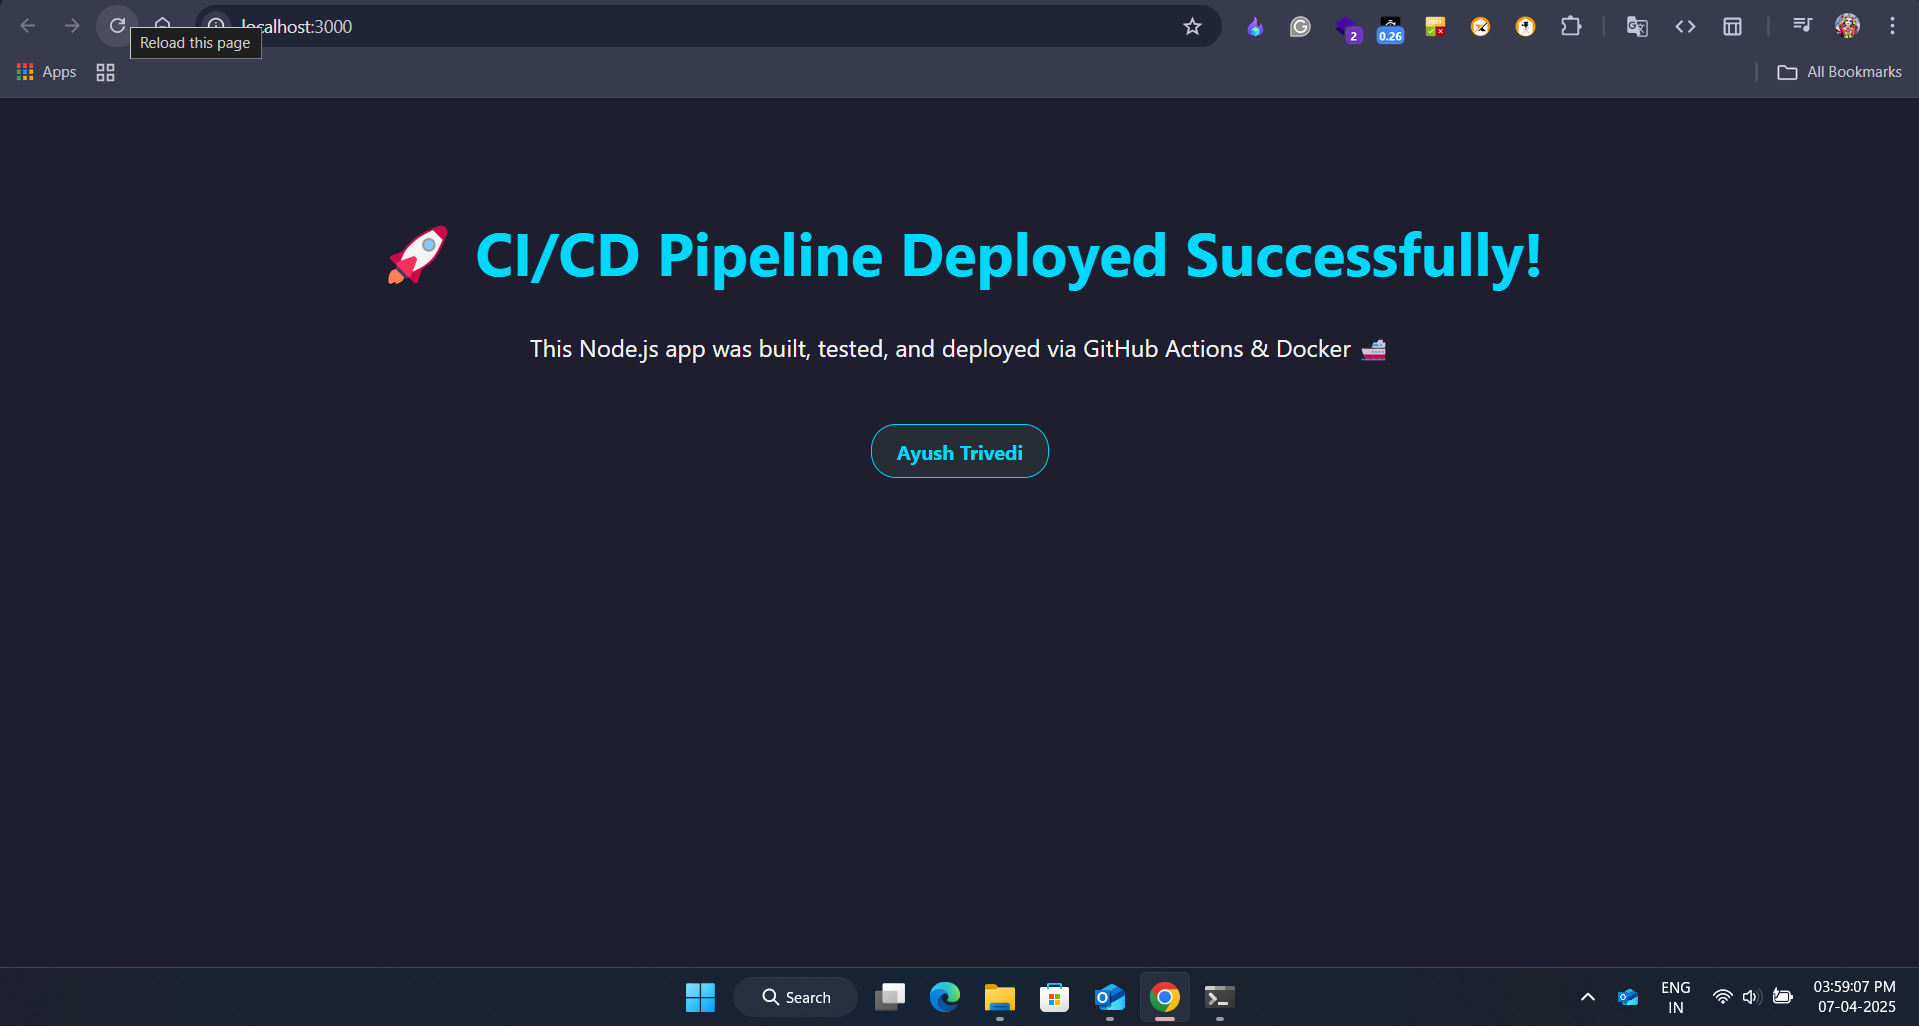 localhost:3000
Reload this page
2
0.26
Apps
All Bookmarks
🚀 CI/CD Pipeline Deployed Successfully!
This Node.js app was built, tested, and deployed via GitHub Actions & Docker 🚢
Ayush Trivedi
Search
ENG
IN
03:59:07 PM
07-04-2025